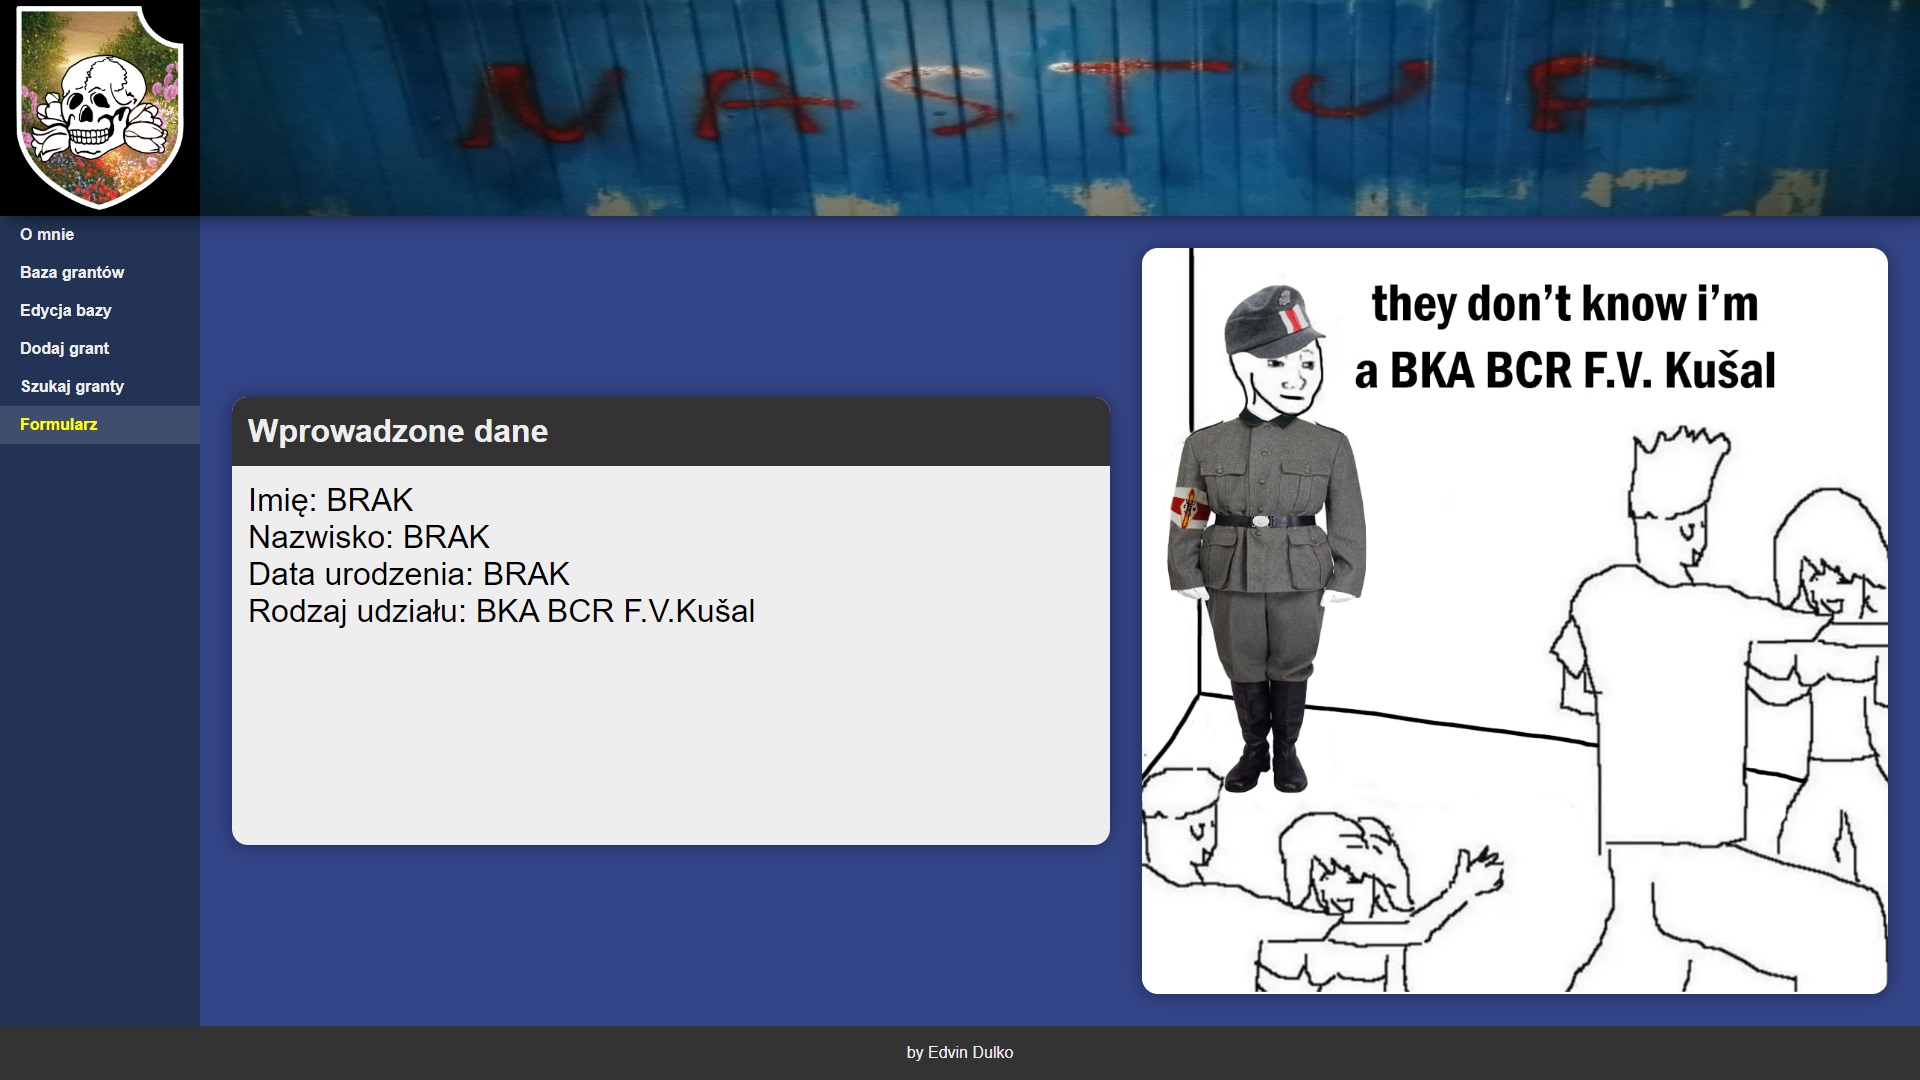 NASTUP
O mnie
Baza grantów
Edycja bazy
Dodaj grant
Szukaj granty
Formularz
they don't know i'm
a BKA BCR F.V. Kušal
Wprowadzone dane
Imię: BRAK
Nazwisko: BRAK
Data urodzenia: BRAK
Rodzaj udziału: BKA BCR F.V.Kušal
by Edvin Dulko